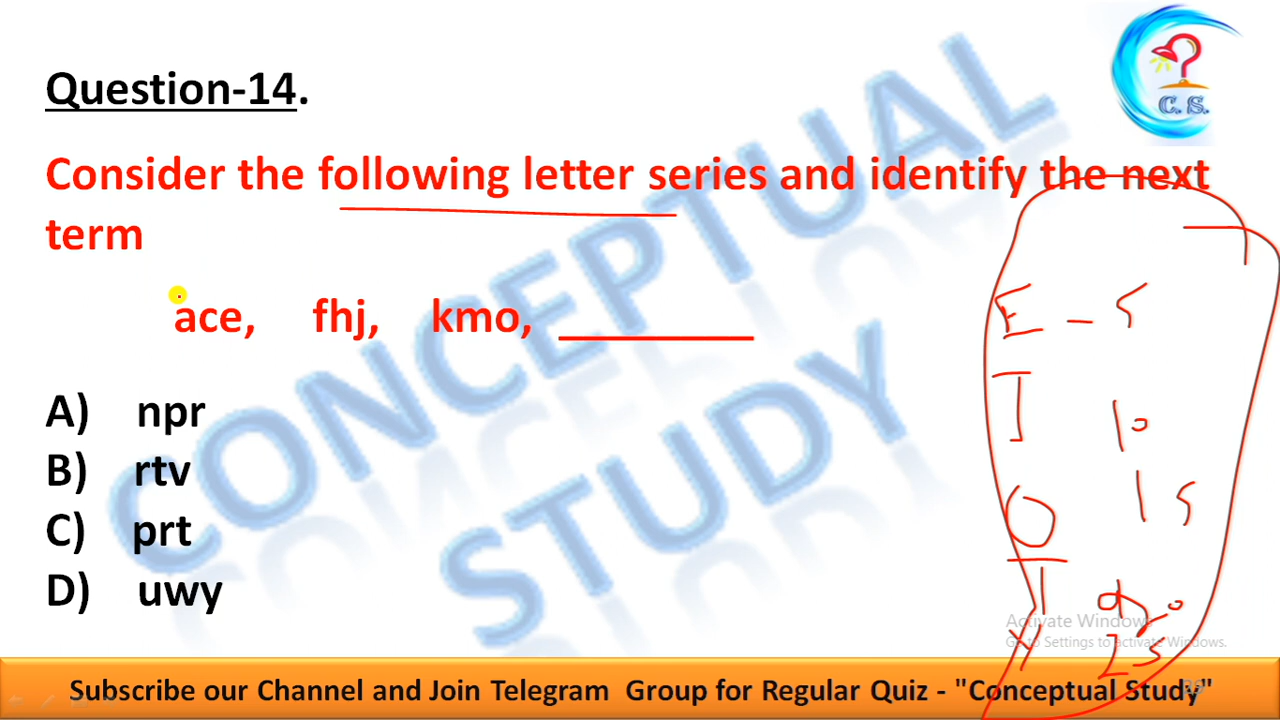 Question-14.
C. S.
Consider the following letter series and identify the next
term
ace, fhj, kmo, __________
A) npr
B) rtv
C) prt
D) uwy
E - 5
J 10
O 15
T 20
Y 25
CONCEPTUAL
STUDY
Activate Windows
Go to Settings to activate Windows.
Subscribe our Channel and Join Telegram Group for Regular Quiz - "Conceptual Study"